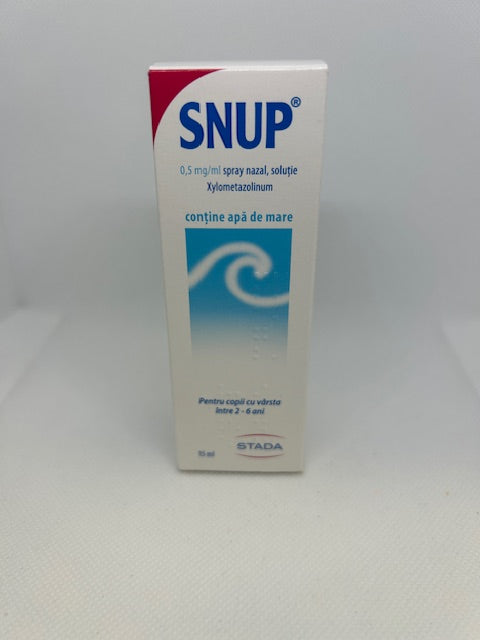 SNUP®
0,5 mg/ml spray nazal, soluție
Xylometazolinum
conține apă de mare
Pentru copii cu vârsta
între 2 - 6 ani
STADA
15 ml